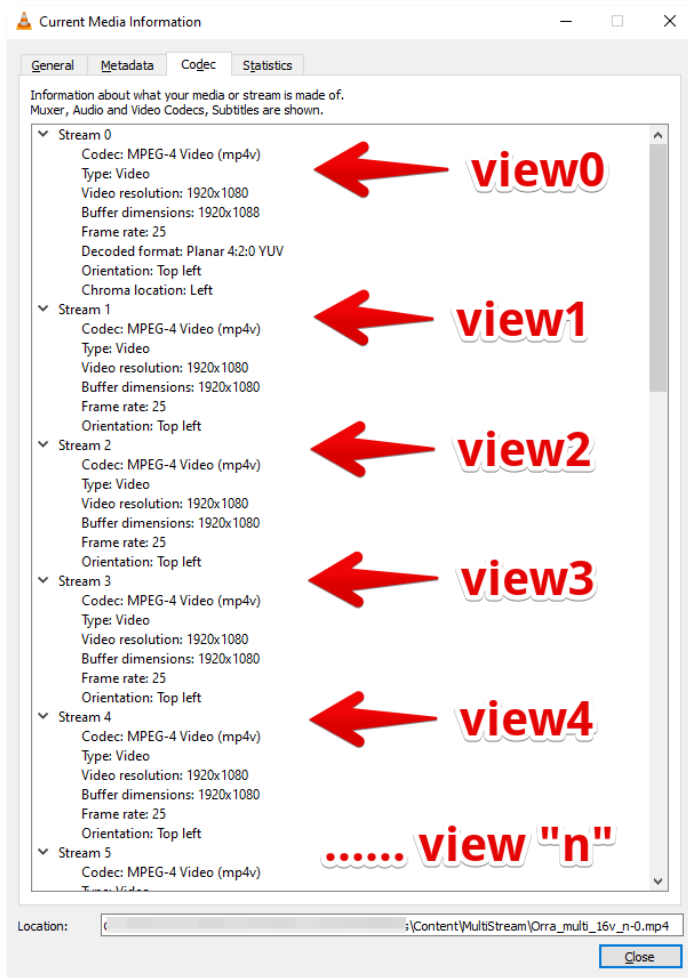 Current Media Information
General Metadata Codec Statistics
Information about what your media or stream is made of.
Muxer, Audio and Video Codecs, Subtitles are shown.
Stream 0
Codec: MPEG-4 Video (mp4v)
Type: Video
Video resolution: 1920x1080
Buffer dimensions: 1920x1088
Frame rate: 25
Decoded format: Planar 4:2:0 YUV
Orientation: Top left
Chroma location: Left
view0
Stream 1
Codec: MPEG-4 Video (mp4v)
Type: Video
Video resolution: 1920x1080
Buffer dimensions: 1920x1080
Frame rate: 25
Orientation: Top left
view1
Stream 2
Codec: MPEG-4 Video (mp4v)
Type: Video
Video resolution: 1920x1080
Buffer dimensions: 1920x1080
Frame rate: 25
Orientation: Top left
view2
Stream 3
Codec: MPEG-4 Video (mp4v)
Type: Video
Video resolution: 1920x1080
Buffer dimensions: 1920x1080
Frame rate: 25
Orientation: Top left
view3
Stream 4
Codec: MPEG-4 Video (mp4v)
Type: Video
Video resolution: 1920x1080
Buffer dimensions: 1920x1080
Frame rate: 25
Orientation: Top left
view4
Stream 5
Codec: MPEG-4 Video (mp4v)
Type: Video
...... view "n"
Location: \Content\MultiStream\Orra_multi_16v_n-0.mp4
Close